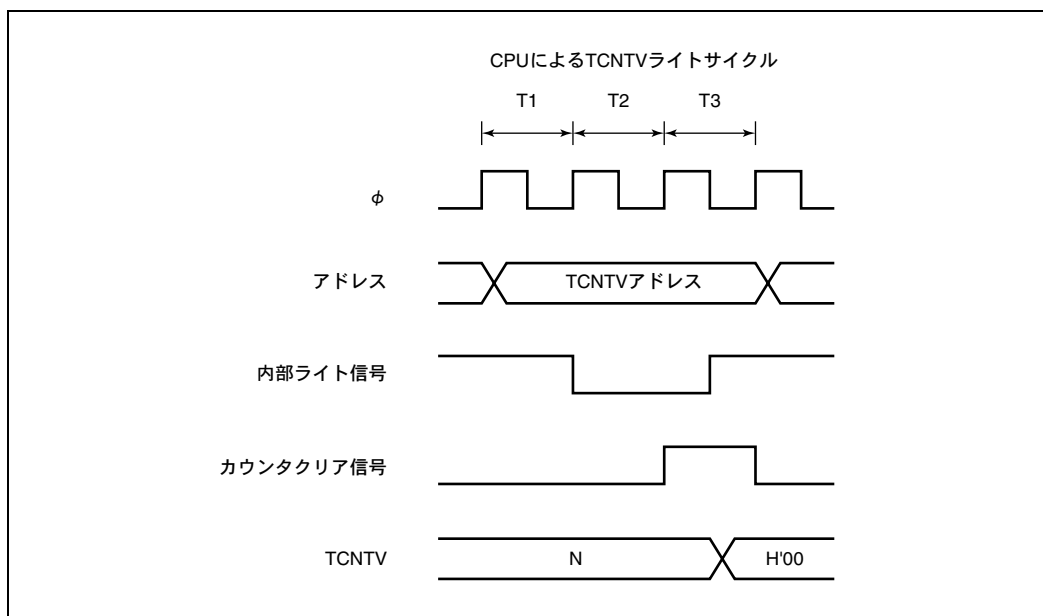 CPUによるTCNTVライトサイクル
T1 T2 T3
φ
アドレス TCNTVアドレス
内部ライト信号
カウンタクリア信号
TCNTV N H'00